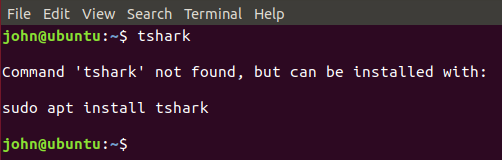 File Edit View Search Terminal Help
john@ubuntu:~$ tshark
Command 'tshark' not found, but can be installed with:
sudo apt install tshark
john@ubuntu:~$